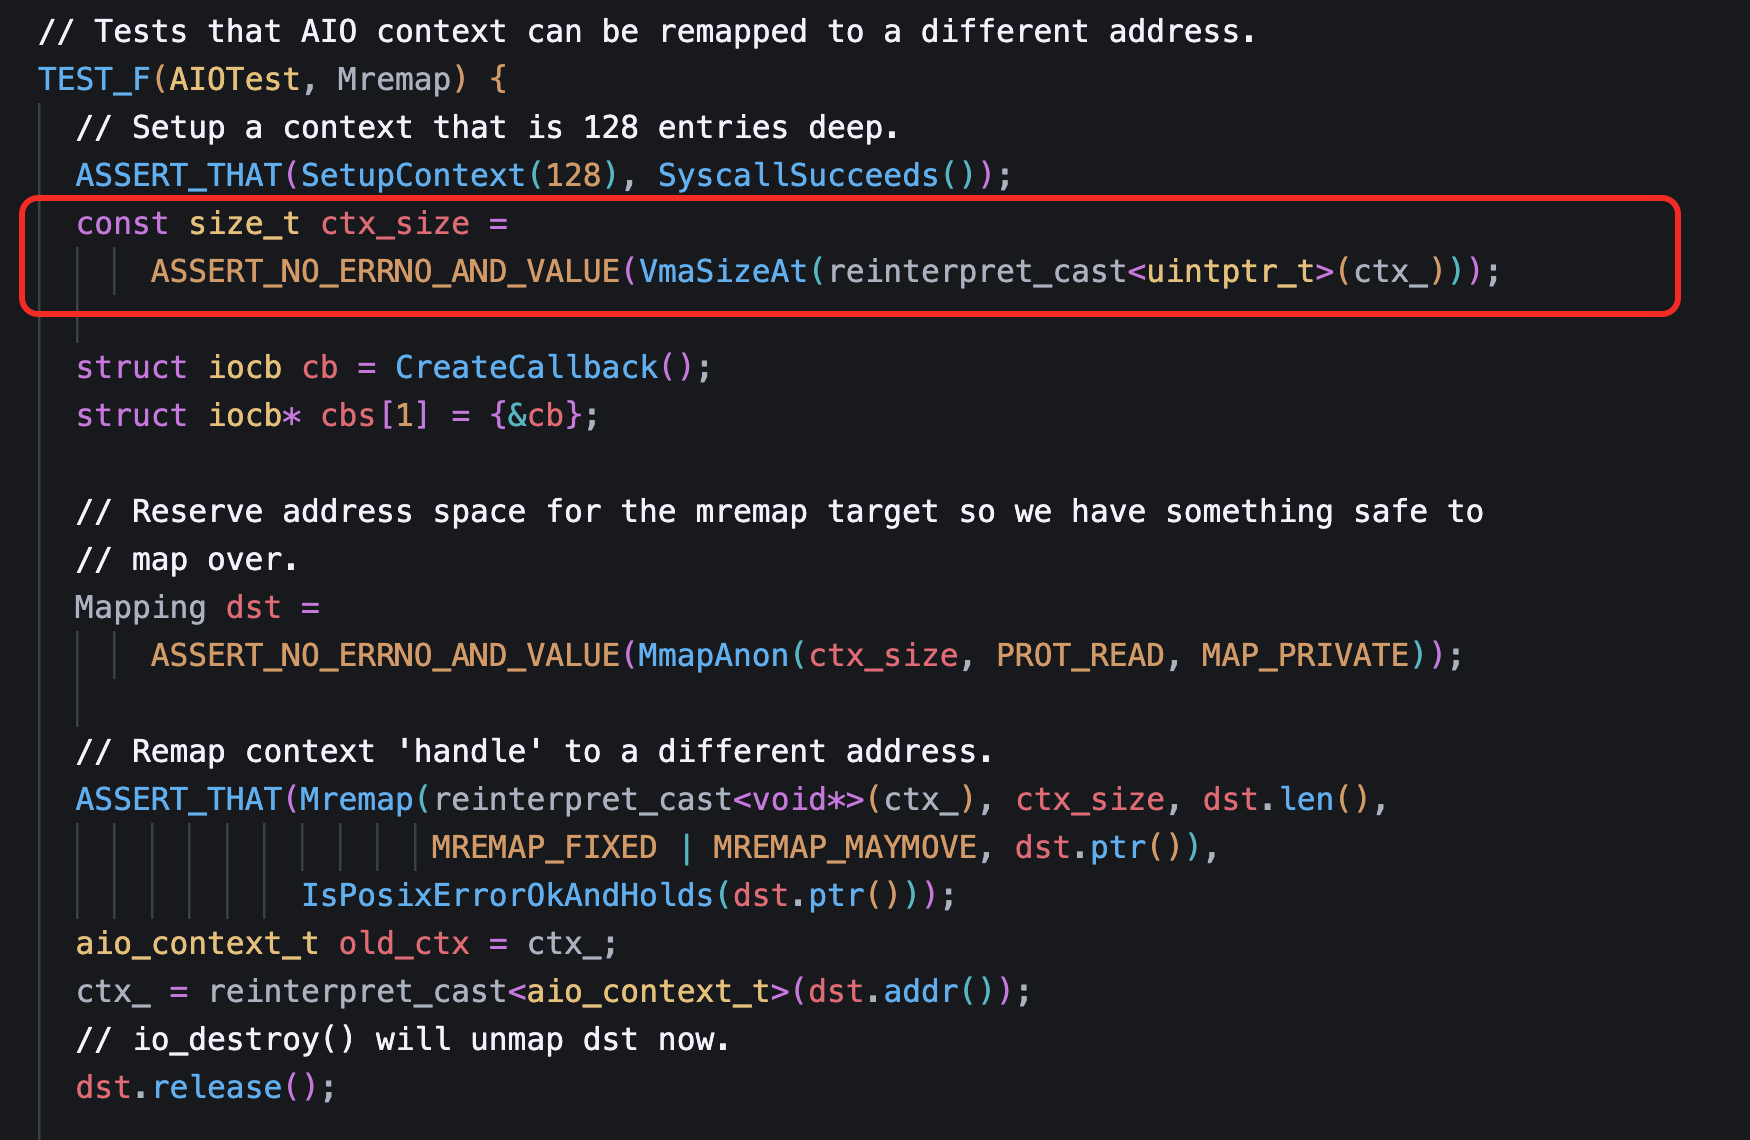 // Tests that AIO context can be remapped to a different address.
TEST_F(AIOTest, Mremap) {
// Setup a context that is 128 entries deep.
ASSERT_THAT(SetupContext(128), SyscallSucceeds());
const size_t ctx_size =
ASSERT_NO_ERRNO_AND_VALUE(VmaSizeAt(reinterpret_cast<uintptr_t>(ctx_)));
struct iocb cb = CreateCallback();
struct iocb* cbs[1] = {&cb};
// Reserve address space for the mremap target so we have something safe to
// map over.
Mapping dst =
ASSERT_NO_ERRNO_AND_VALUE(MmapAnon(ctx_size, PROT_READ, MAP_PRIVATE));
// Remap context 'handle' to a different address.
ASSERT_THAT(Mremap(reinterpret_cast<void*>(ctx_), ctx_size, dst.len(),
MREMAP_FIXED | MREMAP_MAYMOVE, dst.ptr()),
IsPosixErrorOkAndHolds(dst.ptr()));
aio_context_t old_ctx = ctx_;
ctx_ = reinterpret_cast<aio_context_t>(dst.addr());
// io_destroy() will unmap dst now.
dst.release();